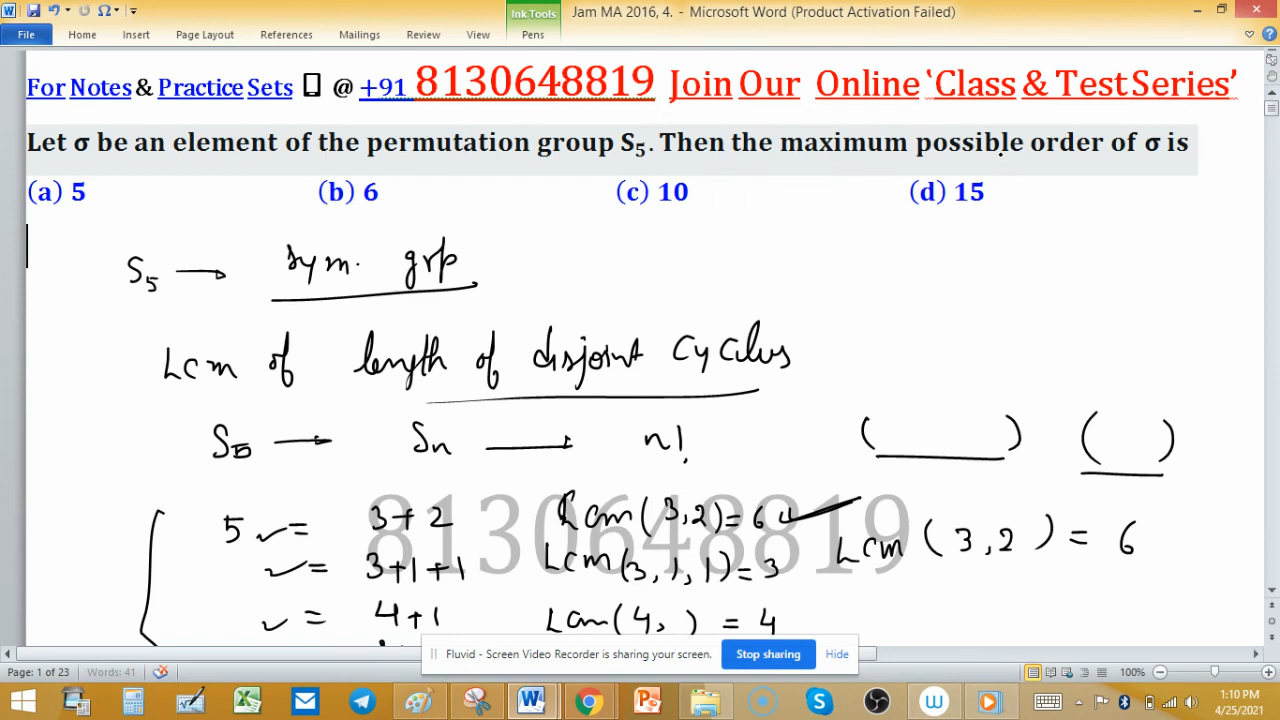 Jam MA 2016, 4. - Microsoft Word (Product Activation Failed)
Ink Tools
File Home Insert Page Layout References Mailings Review View Pens
For Notes & Practice Sets @ +91 8130648819 Join Our Online 'Class & Test Series'
Let σ be an element of the permutation group S₅. Then the maximum possible order of σ is
(a) 5 (b) 6 (c) 10 (d) 15
S₅ → sym. grp
Lcm of length of disjoint cycles
S₅ → Sn → n!
( ) ( )
8130648819
5 ✓= 3+2 Lcm(3,2)=6 ✓
Lcm (3,2) = 6
✓= 3+1+1 Lcm(3,1,1)=3
✓ = 4+1 Lcm(4, ) = 4
Fluvid - Screen Video Recorder is sharing your screen. Stop sharing Hide
Page: 1 of 23 Words: 41 100%
1:10 PM
4/25/2021